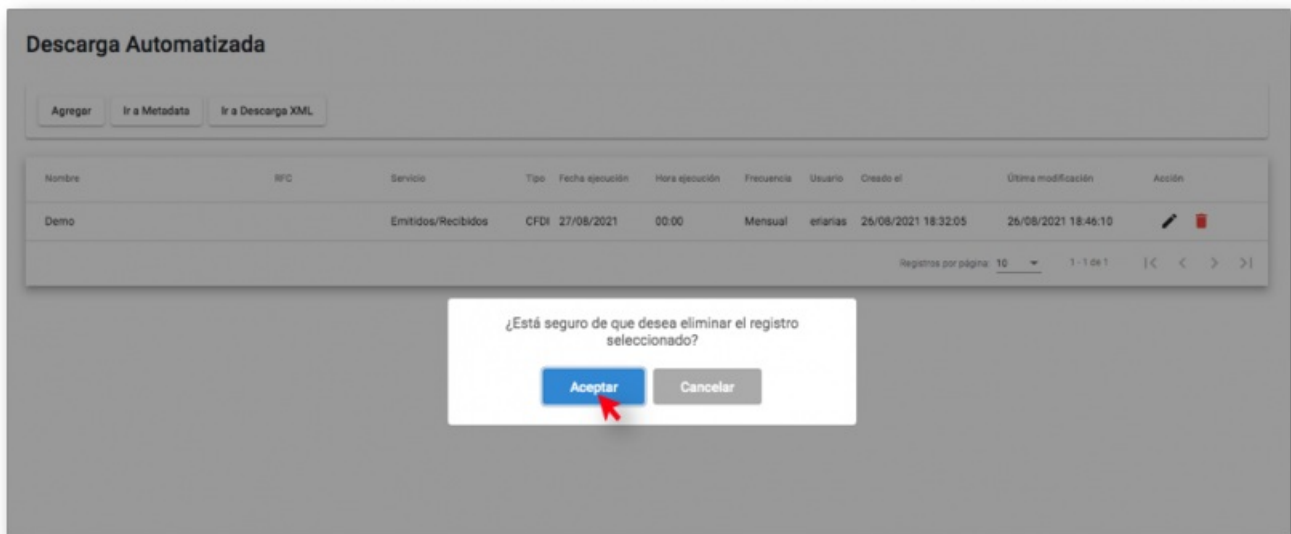 Descarga Automatizada
Agregar Ir a Metadata Ir a Descarga XML
Nombre RFC Servicio Tipo Fecha ejecución Hora ejecución Frecuencia Usuario Creado el Última modificación Acción
Demo Emitidos/Recibidos CFDI 27/08/2021 00:00 Mensual eriarias 26/08/2021 18:32:05 26/08/2021 18:46:10
Registros por página: 10 1 - 1 de 1
¿Está seguro de que desea eliminar el registro
seleccionado?
Aceptar Cancelar